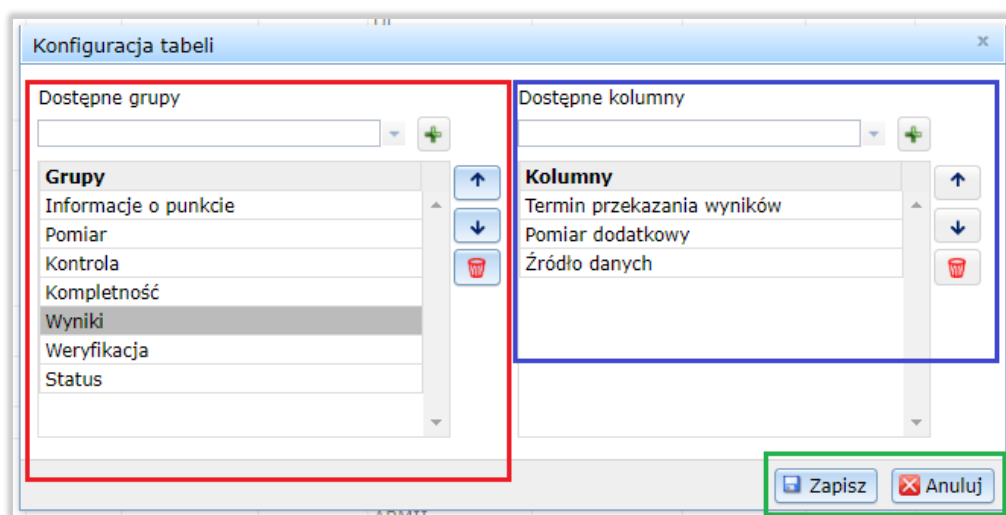 Konfiguracja tabeli
Dostępne grupy
Grupy
Informacje o punkcie
Pomiar
Kontrola
Kompletność
Wyniki
Weryfikacja
Status
Dostępne kolumny
Kolumny
Termin przekazania wyników
Pomiar dodatkowy
Źródło danych
Zapisz
Anuluj